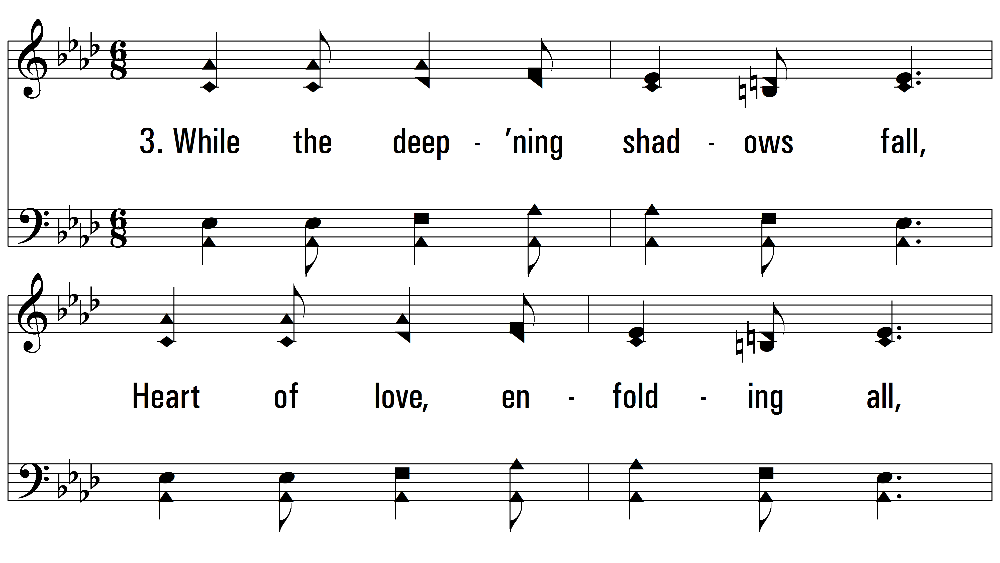 3. While the deep - ’ning shad - ows fall,
Heart of love, en - fold - ing all,